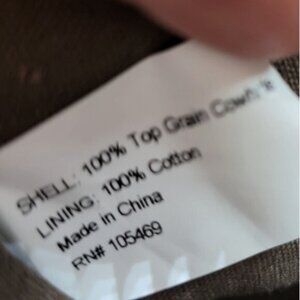 SHELL: 100% Top Grain
LINING: 100% Cotton
Made in China
RN# 105469